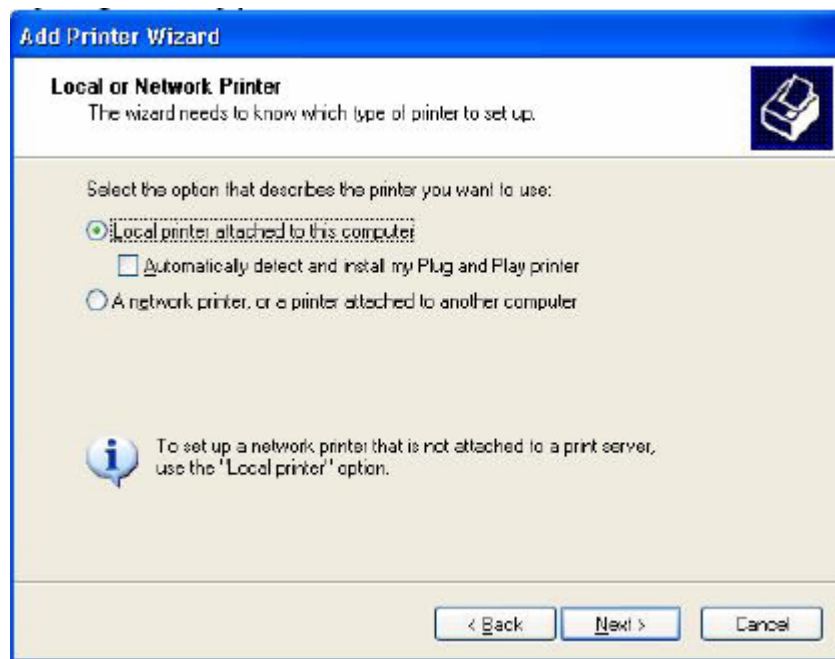 Add Printer Wizard
Local or Network Printer
The wizard needs to know which type of printer to set up.
Select the option that describes the printer you want to use:
Local printer attached to this computer
Automatically detect and install my Plug and Play printer
A network printer, or a printer attached to another computer
To set up a network printer that is not attached to a print server,
use the "Local printer" option.
< Back Next > Cancel